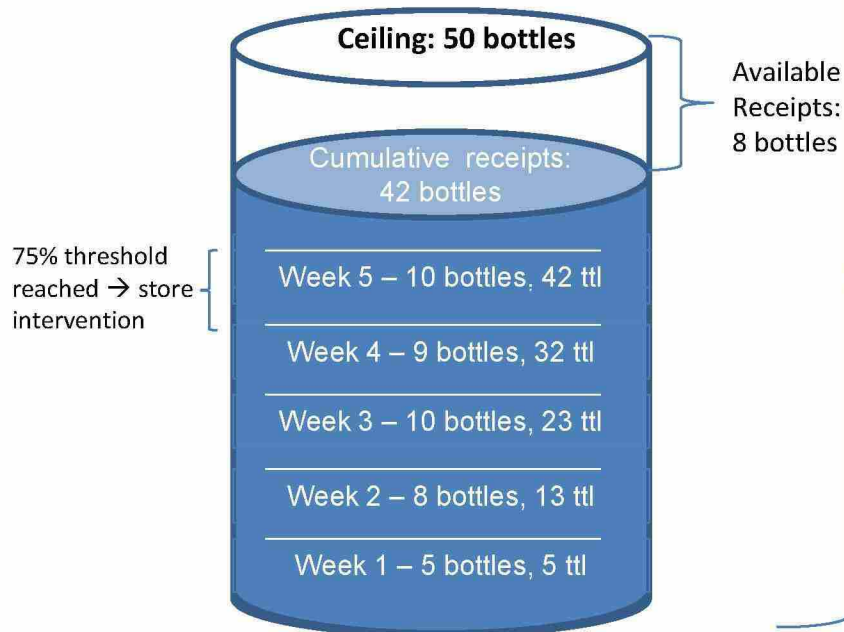 Ceiling: 50 bottles
Available
Receipts:
8 bottles
Cumulative receipts:
42 bottles
75% threshold
reached → store
intervention
Week 5 – 10 bottles, 42 ttl
Week 4 – 9 bottles, 32 ttl
Week 3 – 10 bottles, 23 ttl
Week 2 – 8 bottles, 13 ttl
Week 1 – 5 bottles, 5 ttl